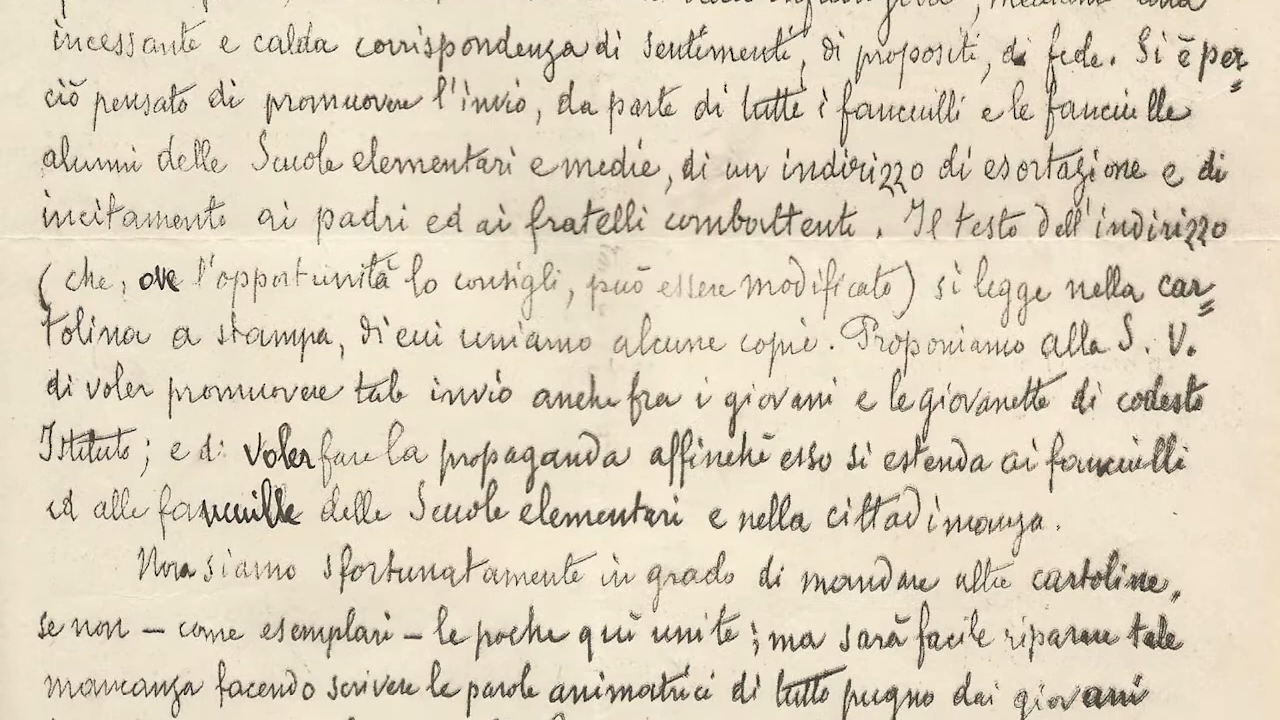 mediante una
incessante e calda corrispondenza di sentimenti, di propositi, di fede. Si è per=
ciò pensato di promuovere l'invio, da parte di tutti i fanciulli e le fanciulle
alunni delle Scuole elementari e medie, di un indirizzo di esortazione e di
incitamento ai padri ed ai fratelli combattenti. Il testo dell'indirizzo
(che, ove l'opportunità lo consigli, può essere modificato) si legge nella car=
tolina a stampa, di cui uniamo alcune copie. Proponiamo alla S. V.
di voler promuovere tale invio anche fra i giovani e le giovanette di codesto
Istituto; e di voler fare la propaganda affinchè esso si estenda ai fanciulli
ed alle fanciulle delle Scuole elementari e nella cittadinanza.
Non siamo sfortunatamente in grado di mandare altre cartoline,
se non – come esemplari – le poche quì unite; ma sarà facile riparare tale
mancanza facendo scrivere le parole animatrici di tutto pugno dai giovani